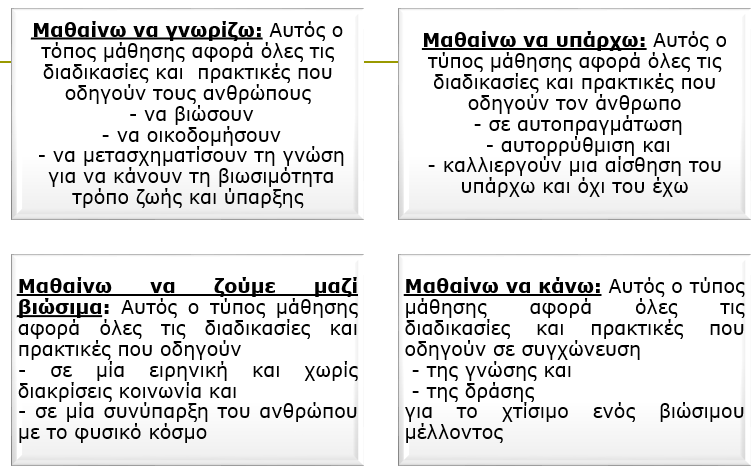 Μαθαίνω να γνωρίζω: Αυτός ο
τόπος μάθησης αφορά όλες τις
διαδικασίες και πρακτικές που
οδηγούν τους ανθρώπους
- να βιώσουν
- να οικοδομήσουν
- να μετασχηματίσουν τη γνώση
για να κάνουν τη βιωσιμότητα
τρόπο ζωής και ύπαρξης
Μαθαίνω να υπάρχω: Αυτός ο
τύπος μάθησης αφορά όλες τις
διαδικασίες και πρακτικές που
οδηγούν τον άνθρωπο
- σε αυτοπραγμάτωση
- αυτορρύθμιση και
- καλλιεργούν μια αίσθηση του
υπάρχω και όχι του έχω
Μαθαίνω να ζούμε μαζί
βιώσιμα: Αυτός ο τύπος μάθησης
αφορά όλες τις διαδικασίες και
πρακτικές που οδηγούν
- σε μία ειρηνική και χωρίς
διακρίσεις κοινωνία και
- σε μία συνύπαρξη του ανθρώπου
με το φυσικό κόσμο
Μαθαίνω να κάνω: Αυτός ο τύπος
μάθησης αφορά όλες τις
διαδικασίες και πρακτικές που
οδηγούν σε συγχώνευση
- της γνώσης και
- της δράσης
για το χτίσιμο ενός βιώσιμου
μέλλοντος